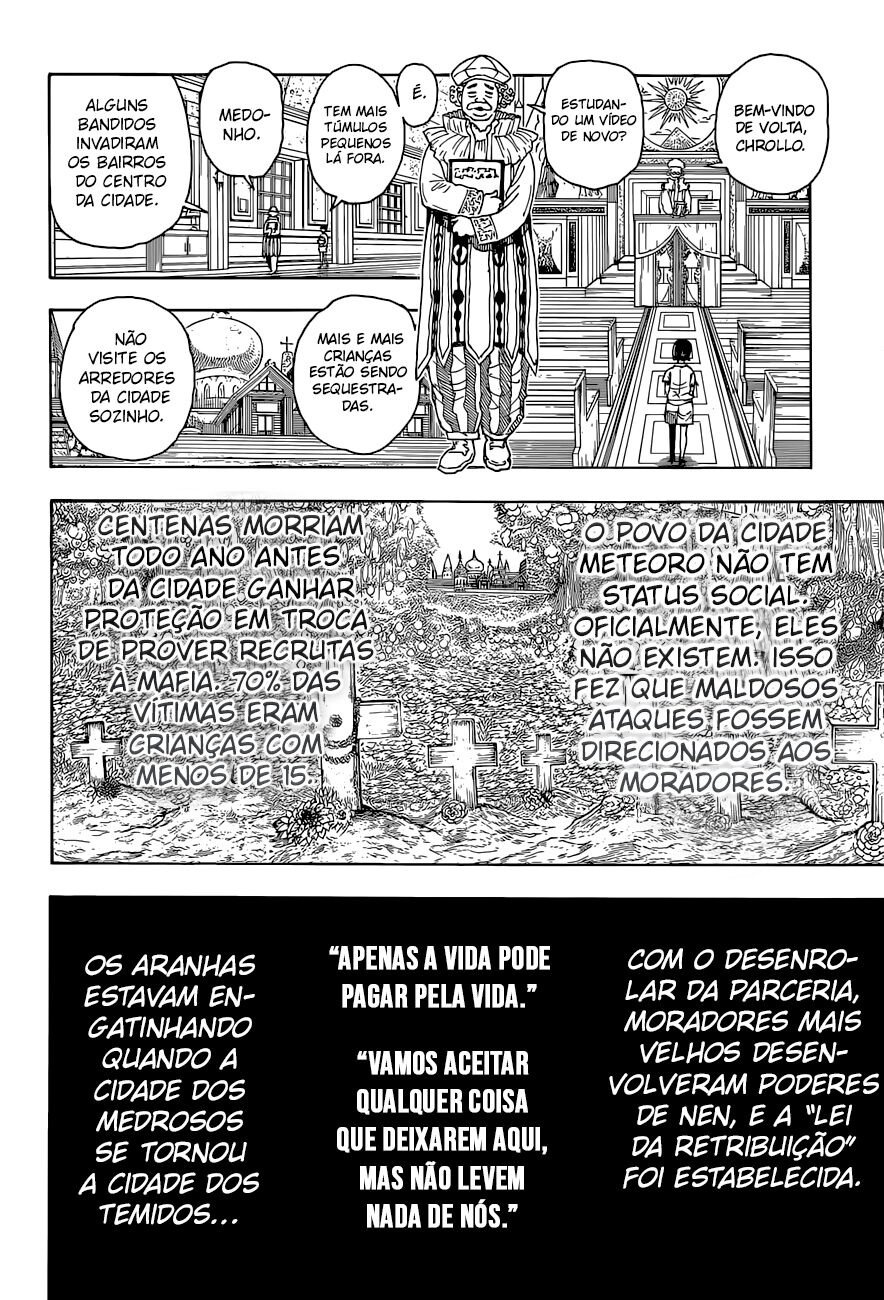 BEM-VINDO
DE VOLTA,
CHROLLO.
ESTUDAN-
DO UM VÍDEO
DE NOVO?
É.
TEM MAIS
TÚMULOS
PEQUENOS
LÁ FORA.
MEDO-
NHO.
ALGUNS
BANDIDOS
INVADIRAM
OS BAIRROS
DO CENTRO
DA CIDADE.
MAIS E MAIS
CRIANÇAS
ESTÃO SENDO
SEQUESTRA-
DAS.
NÃO
VISITE OS
ARREDORES
DA CIDADE
SOZINHO.
O POVO DA CIDADE
METEORO NÃO TEM
STATUS SOCIAL.
OFICIALMENTE, ELES
NÃO EXISTEM. ISSO
FEZ QUE MALDOSOS
ATAQUES FOSSEM
DIRECIONADOS AOS
MORADORES.
CENTENAS MORRIAM
TODO ANO ANTES
DA CIDADE GANHAR
PROTEÇÃO EM TROCA
DE PROVER RECRUTAS
À MAFIA. 70% DAS
VÍTIMAS ERAM
CRIANÇAS COM
MENOS DE 15.
COM O DESENRO-
LAR DA PARCERIA,
MORADORES MAIS
VELHOS DESEN-
VOLVERAM PODERES
DE NEN, E A “LEI
DA RETRIBUIÇÃO”
FOI ESTABELECIDA.
“APENAS A VIDA PODE
PAGAR PELA VIDA.”
“VAMOS ACEITAR
QUALQUER COISA
QUE DEIXAREM AQUI,
MAS NÃO LEVEM
NADA DE NÓS.”
OS ARANHAS
ESTAVAM EN-
GATINHANDO
QUANDO A
CIDADE DOS
MEDROSOS
SE TORNOU
A CIDADE DOS
TEMIDOS...